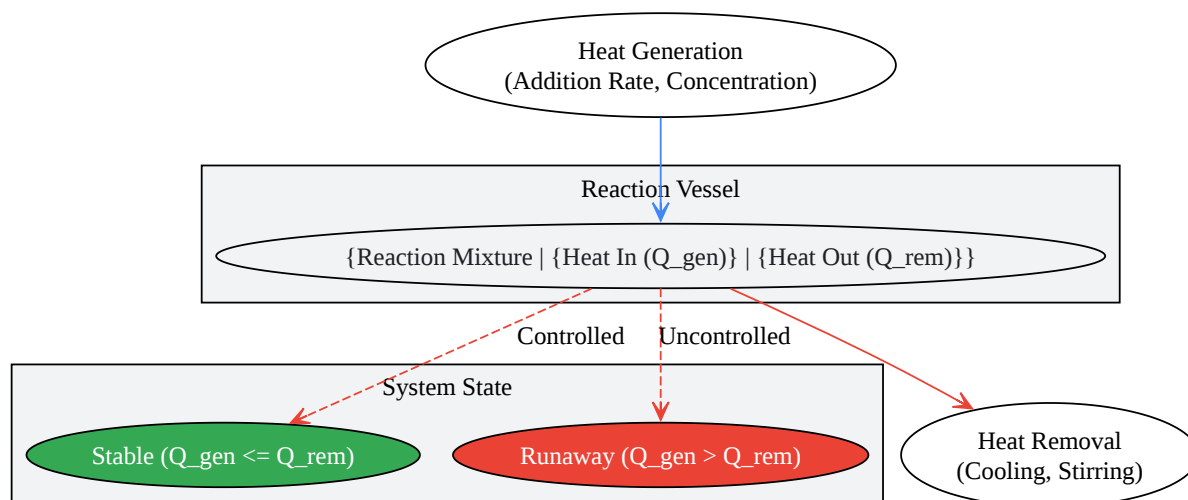 Heat Generation
(Addition Rate, Concentration)
Reaction Vessel
{Reaction Mixture | {Heat In (Q_gen)} | {Heat Out (Q_rem)}}
Controlled
Uncontrolled
System State
Stable (Q_gen <= Q_rem)
Runaway (Q_gen > Q_rem)
Heat Removal
(Cooling, Stirring)